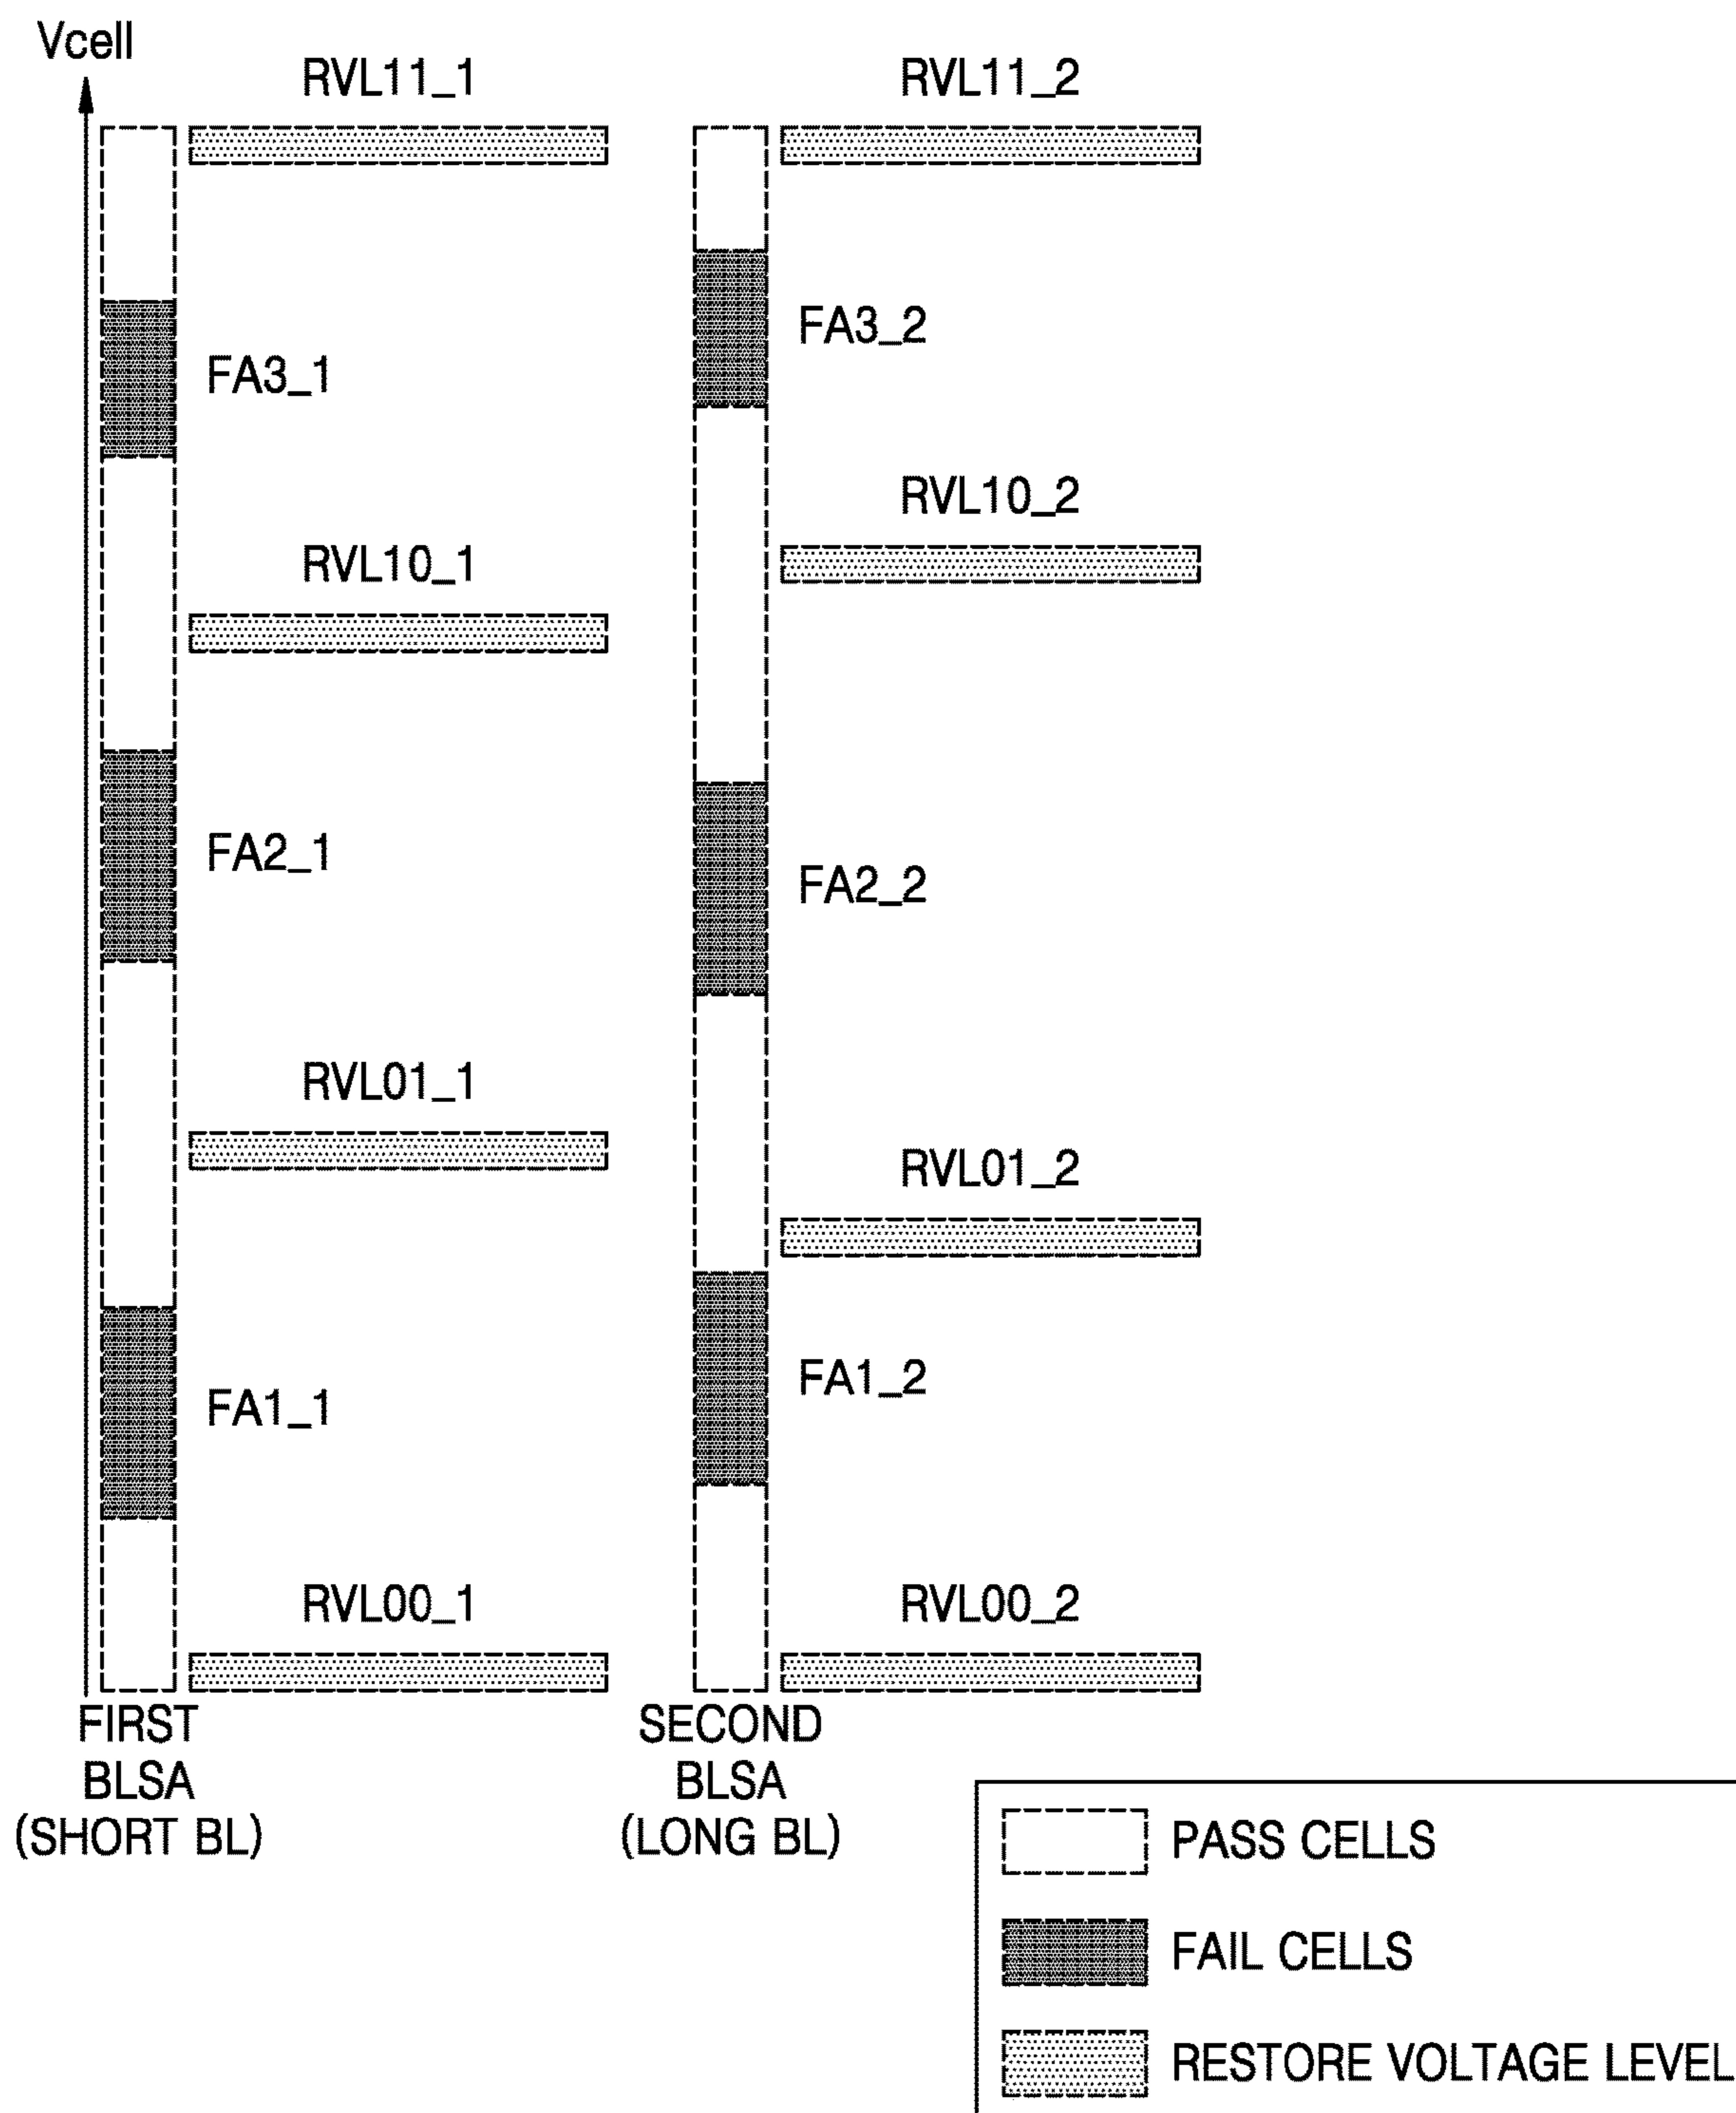 Vcell
RVL11_1
RVL11_2
FA3_2
FA3_1
RVL10_2
RVL10_1
FA2_1
FA2_2
RVL01_1
RVL01_2
FA1_2
FA1_1
RVL00_1
RVL00_2
FIRST
BLSA
(SHORT BL)
SECOND
BLSA
(LONG BL)
PASS CELLS
FAIL CELLS
RESTORE VOLTAGE LEVEL